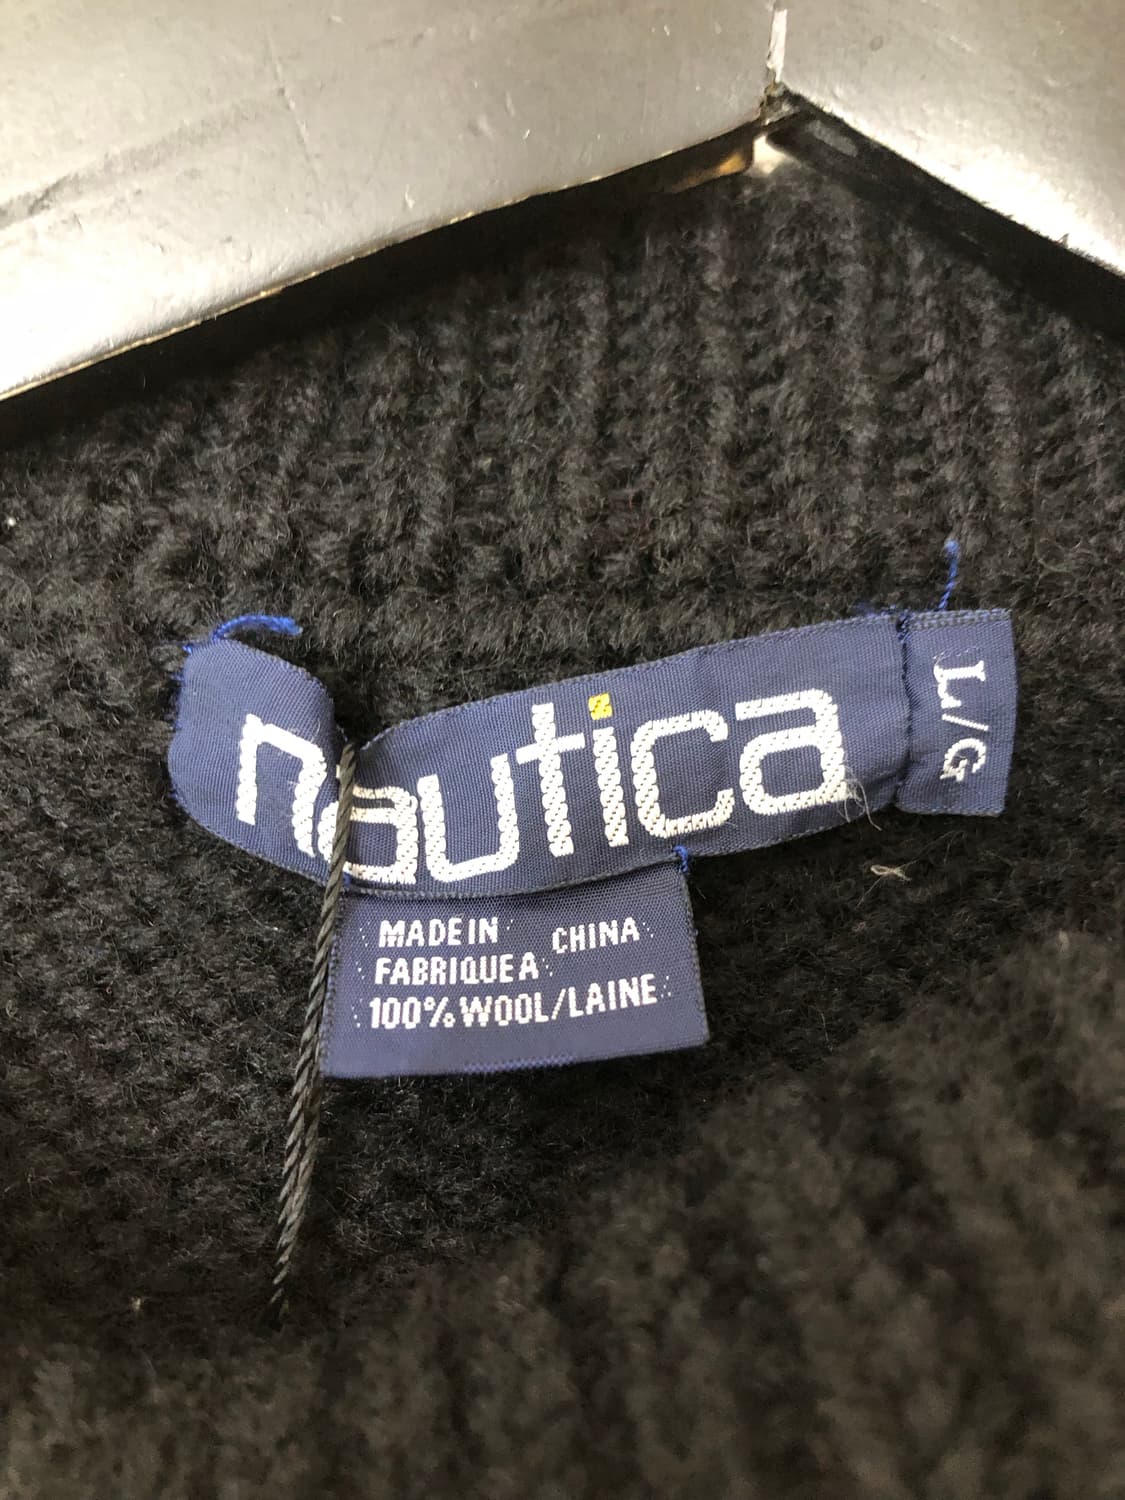 nautica
L/G
MADE IN CHINA
FABRIQUE A
100% WOOL/LAINE